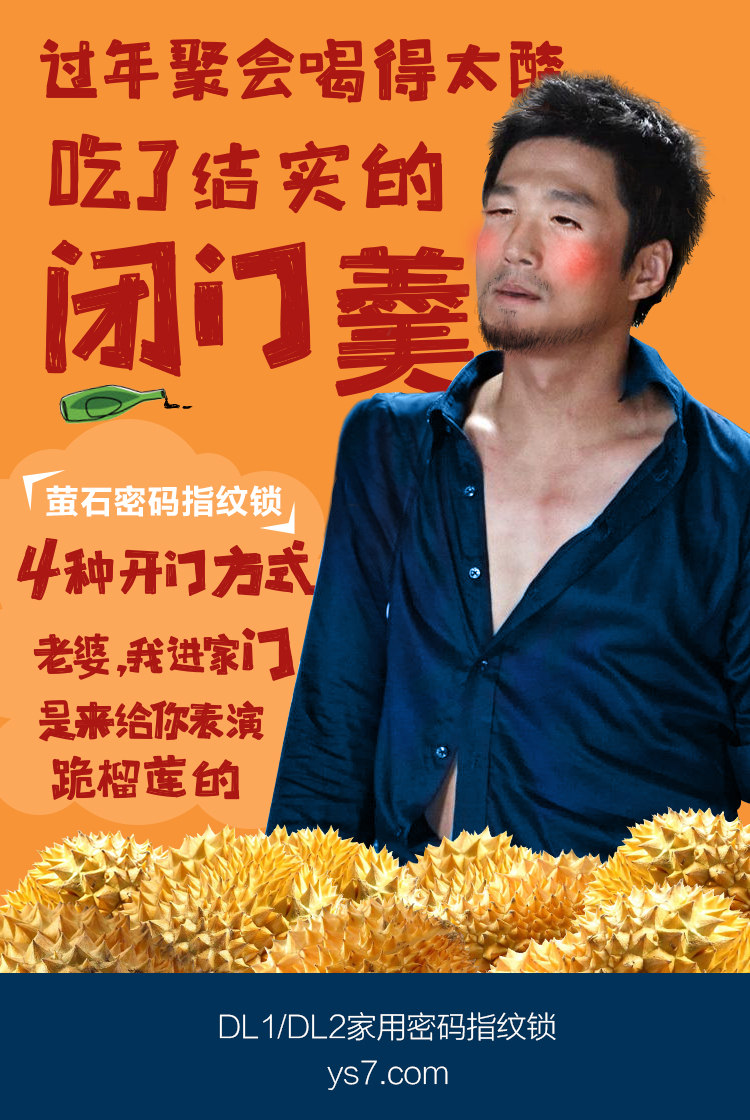 过年聚会喝得太酸
吃了结实的
闭门羹
萤石密码指纹锁
4种开门方式
老婆,我进家门
是来给你表演
跪榴莲的
DL1/DL2家用密码指纹锁
ys7.com